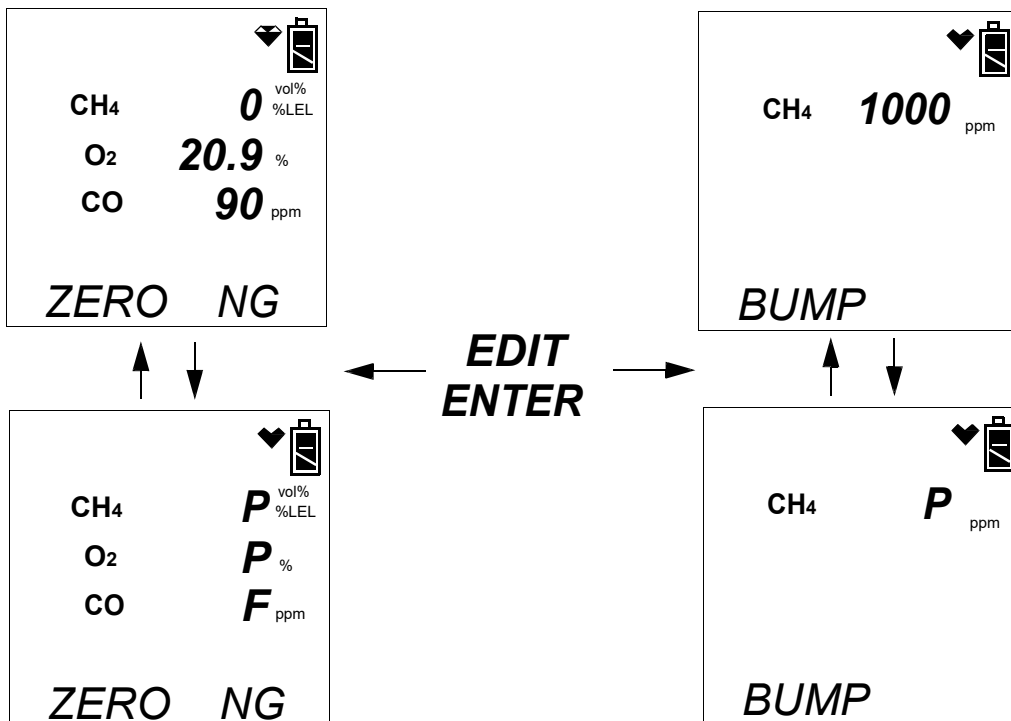 CH4 0 vol% %LEL
O2 20.9 %
CO 90 ppm
ZERO NG
CH4 1000 ppm
BUMP
EDIT
ENTER
CH4 P vol% %LEL
O2 P %
CO F ppm
ZERO NG
CH4 P ppm
BUMP